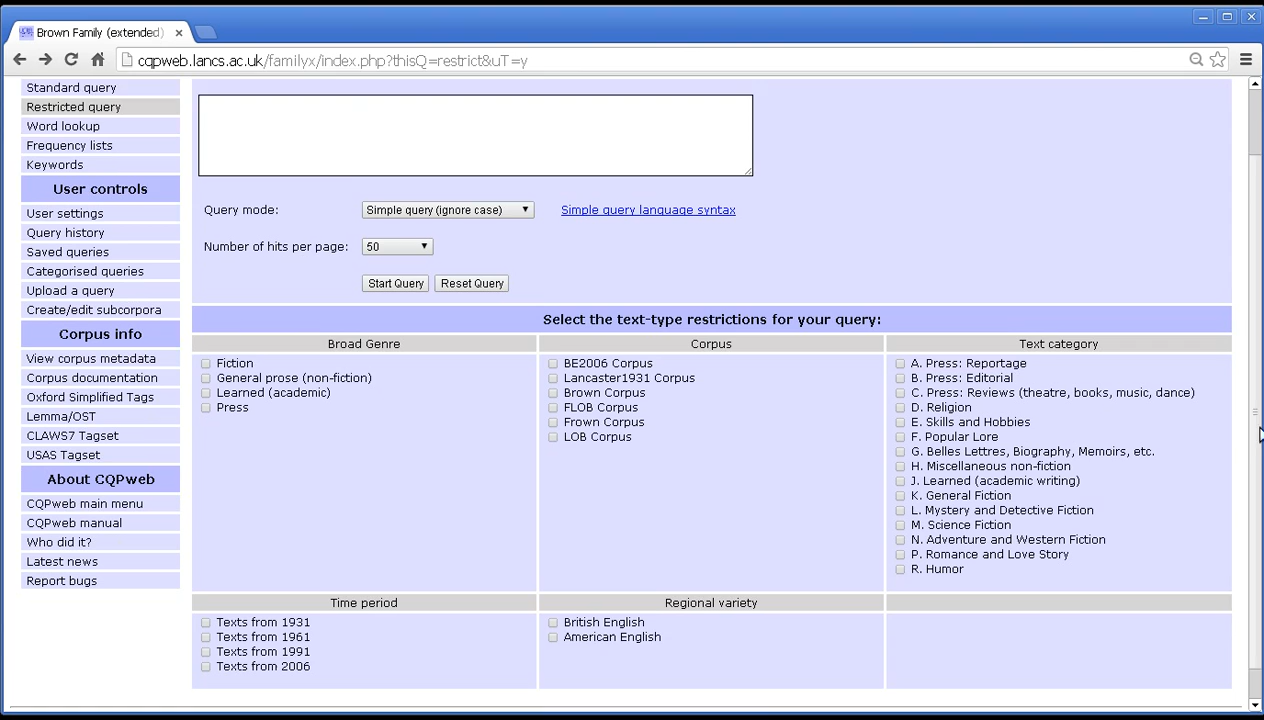 Brown Family (extended)
cqpweb.lancs.ac.uk/familyx/index.php?thisQ=restrict&uT=y
Standard query
Restricted query
Word lookup
Frequency lists
Keywords
User controls
User settings
Query history
Saved queries
Categorised queries
Upload a query
Create/edit subcorpora
Corpus info
View corpus metadata
Corpus documentation
Oxford Simplified Tags
Lemma/OST
CLAWS7 Tagset
USAS Tagset
About CQPweb
CQPweb main menu
CQPweb manual
Who did it?
Latest news
Report bugs
Query mode: Simple query (ignore case) Simple query language syntax
Number of hits per page: 50
Start Query Reset Query
Select the text-type restrictions for your query:
Broad Genre
Fiction
General prose (non-fiction)
Learned (academic)
Press
Corpus
BE2006 Corpus
Lancaster1931 Corpus
Brown Corpus
FLOB Corpus
Frown Corpus
LOB Corpus
Text category
A. Press: Reportage
B. Press: Editorial
C. Press: Reviews (theatre, books, music, dance)
D. Religion
E. Skills and Hobbies
F. Popular Lore
G. Belles Lettres, Biography, Memoirs, etc.
H. Miscellaneous non-fiction
J. Learned (academic writing)
K. General Fiction
L. Mystery and Detective Fiction
M. Science Fiction
N. Adventure and Western Fiction
P. Romance and Love Story
R. Humor
Time period
Texts from 1931
Texts from 1961
Texts from 1991
Texts from 2006
Regional variety
British English
American English